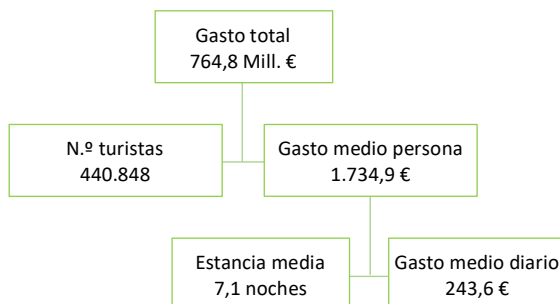 Gasto total
764,8 Mill. €
N.º turistas
440.848
Gasto medio persona
1.734,9 €
Estancia media
7,1 noches
Gasto medio diario
243,6 €